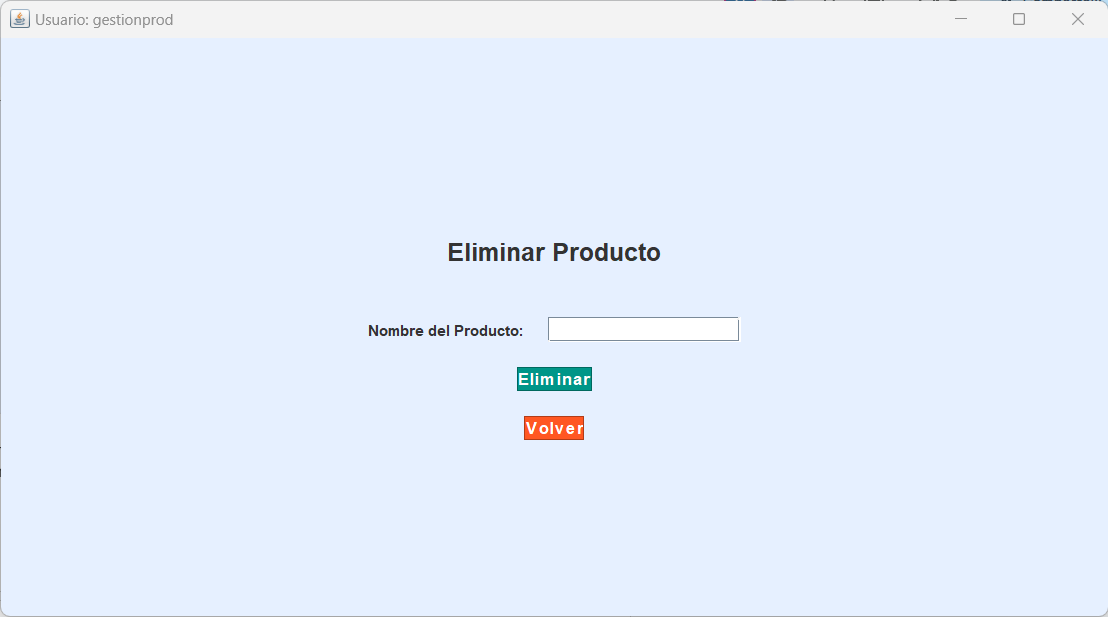 Usuario: gestionprod
Eliminar Producto
Nombre del Producto:
Eliminar
Volver